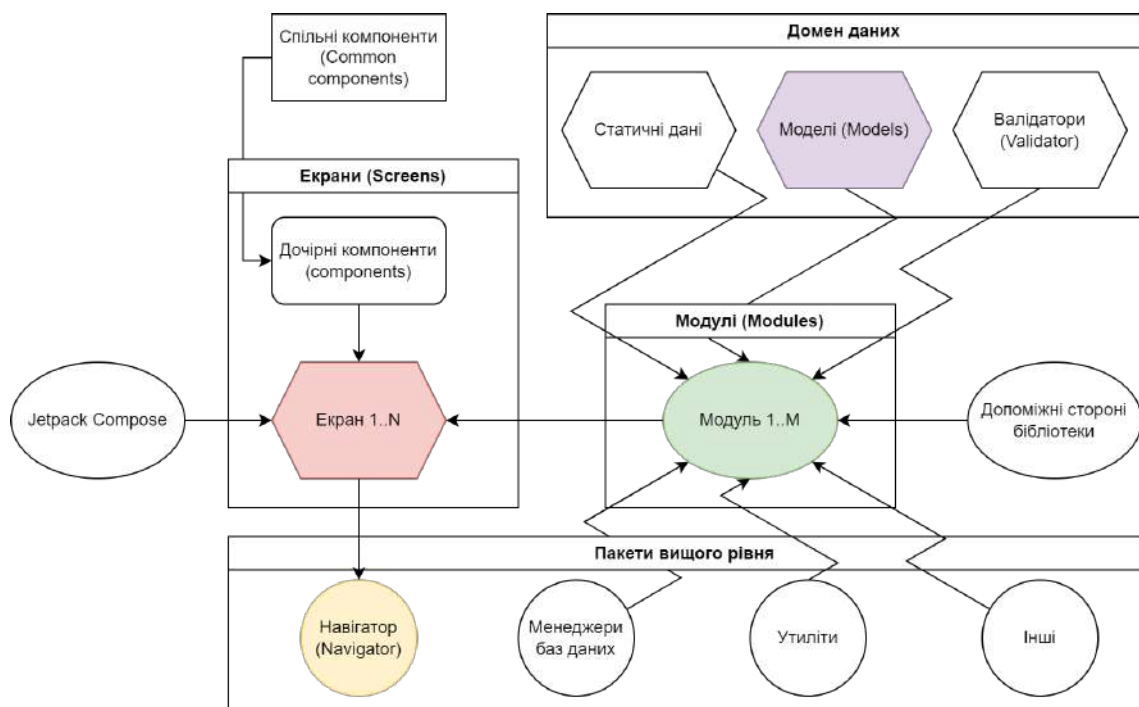 Спільні компоненти
(Common
components)
Домен даних
Статичні дані
Моделі (Models)
Валідатори
(Validator)
Екрани (Screens)
Дочірні компоненти
(components)
Модулі (Modules)
Jetpack Compose
Екран 1..N
Модуль 1..M
Допоміжні стороні
бібліотеки
Пакети вищого рівня
Навігатор
(Navigator)
Менеджери
баз даних
Утиліти
Інші